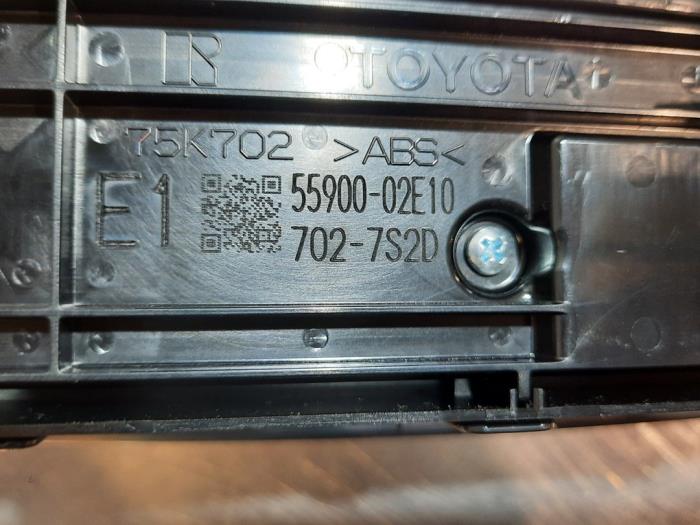 R TOYOTA
75K702 >ABS<
E1 55900-02E10
702-7S2D